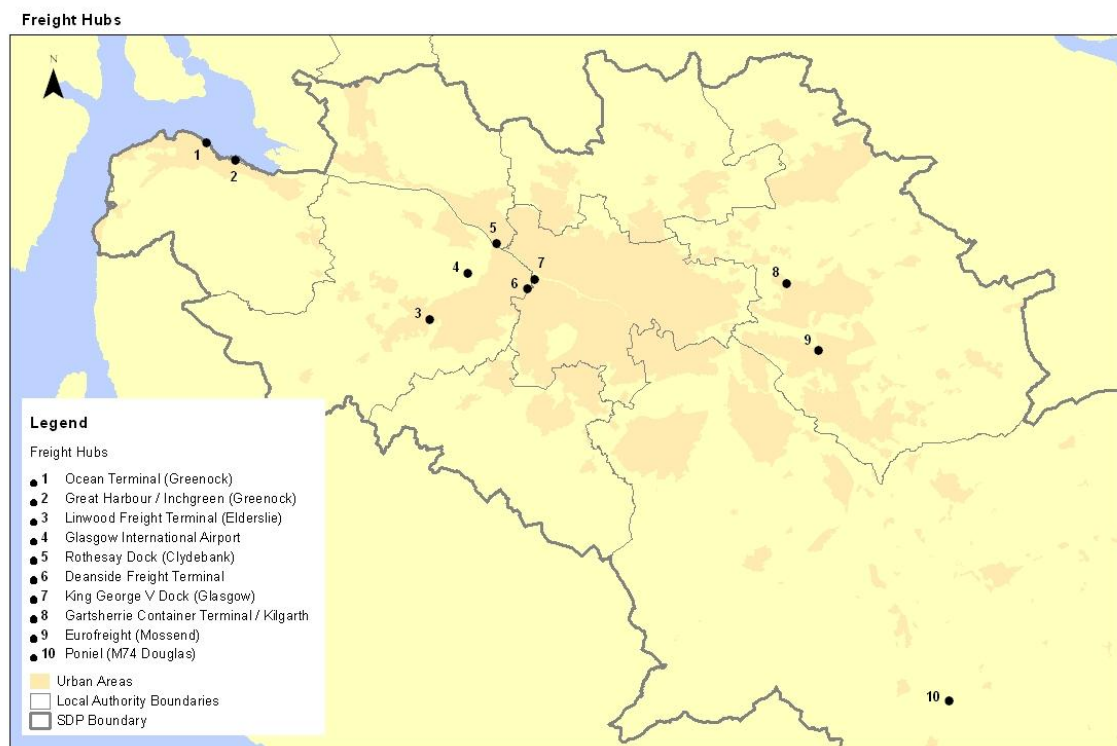 Freight Hubs
N
1
2
5
4
7
6
8
3
9
10
Legend
Freight Hubs
1 Ocean Terminal (Greenock)
2 Great Harbour / Inchgreen (Greenock)
3 Linwood Freight Terminal (Elderslie)
4 Glasgow International Airport
5 Rothesay Dock (Clydebank)
6 Deanside Freight Terminal
7 King George V Dock (Glasgow)
8 Gartsherrie Container Terminal / Kilgarth
9 Eurofreight (Mossend)
10 Poniel (M74 Douglas)
Urban Areas
Local Authority Boundaries
SDP Boundary